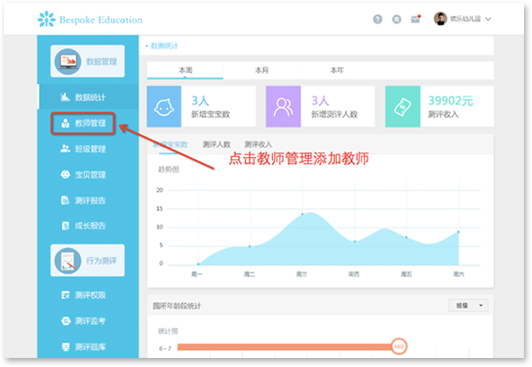 Bespoke Education
欢乐幼儿园
数据管理
数据统计
教师管理
班级管理
宝贝管理
测评报告
成长报告
行为测评
测评权限
测评监考
测评题库
数据统计
本周 本月 本年
3人
新增宝宝数
3人
新增测评人数
39902元
测评收入
点击教师管理添加教师
宝宝数 测评人数 测评收入
趋势图
20
15
10
5
0
周一 周二 周三 周四 周五 周六
园所年龄段统计
班级
统计图
6-7